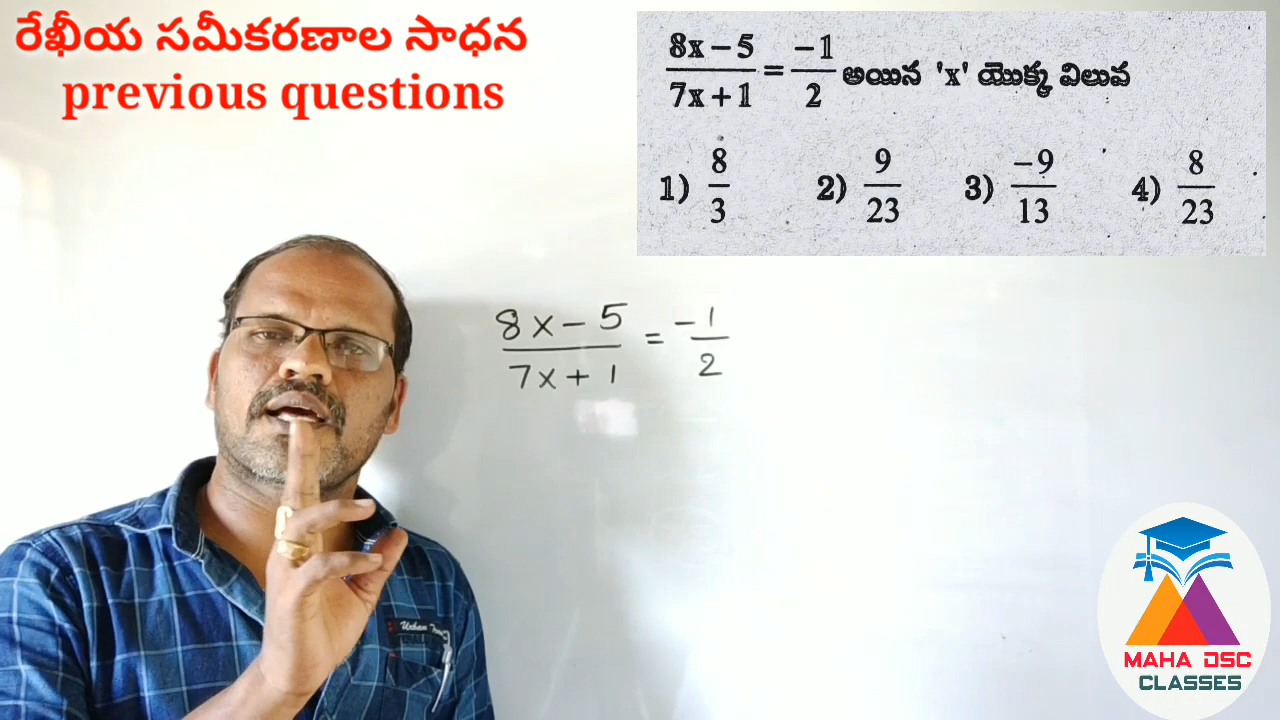 రేఖీయ సమీకరణాల సాధన
previous questions
8x – 5 / 7x + 1 = –1 / 2 అయిన 'x' యొక్క విలువ
1) 8/3 2) 9/23 3) –9/13 4) 8/23
8x – 5 / 7x + 1 = –1 / 2
Urban
MAHA DSC
CLASSES